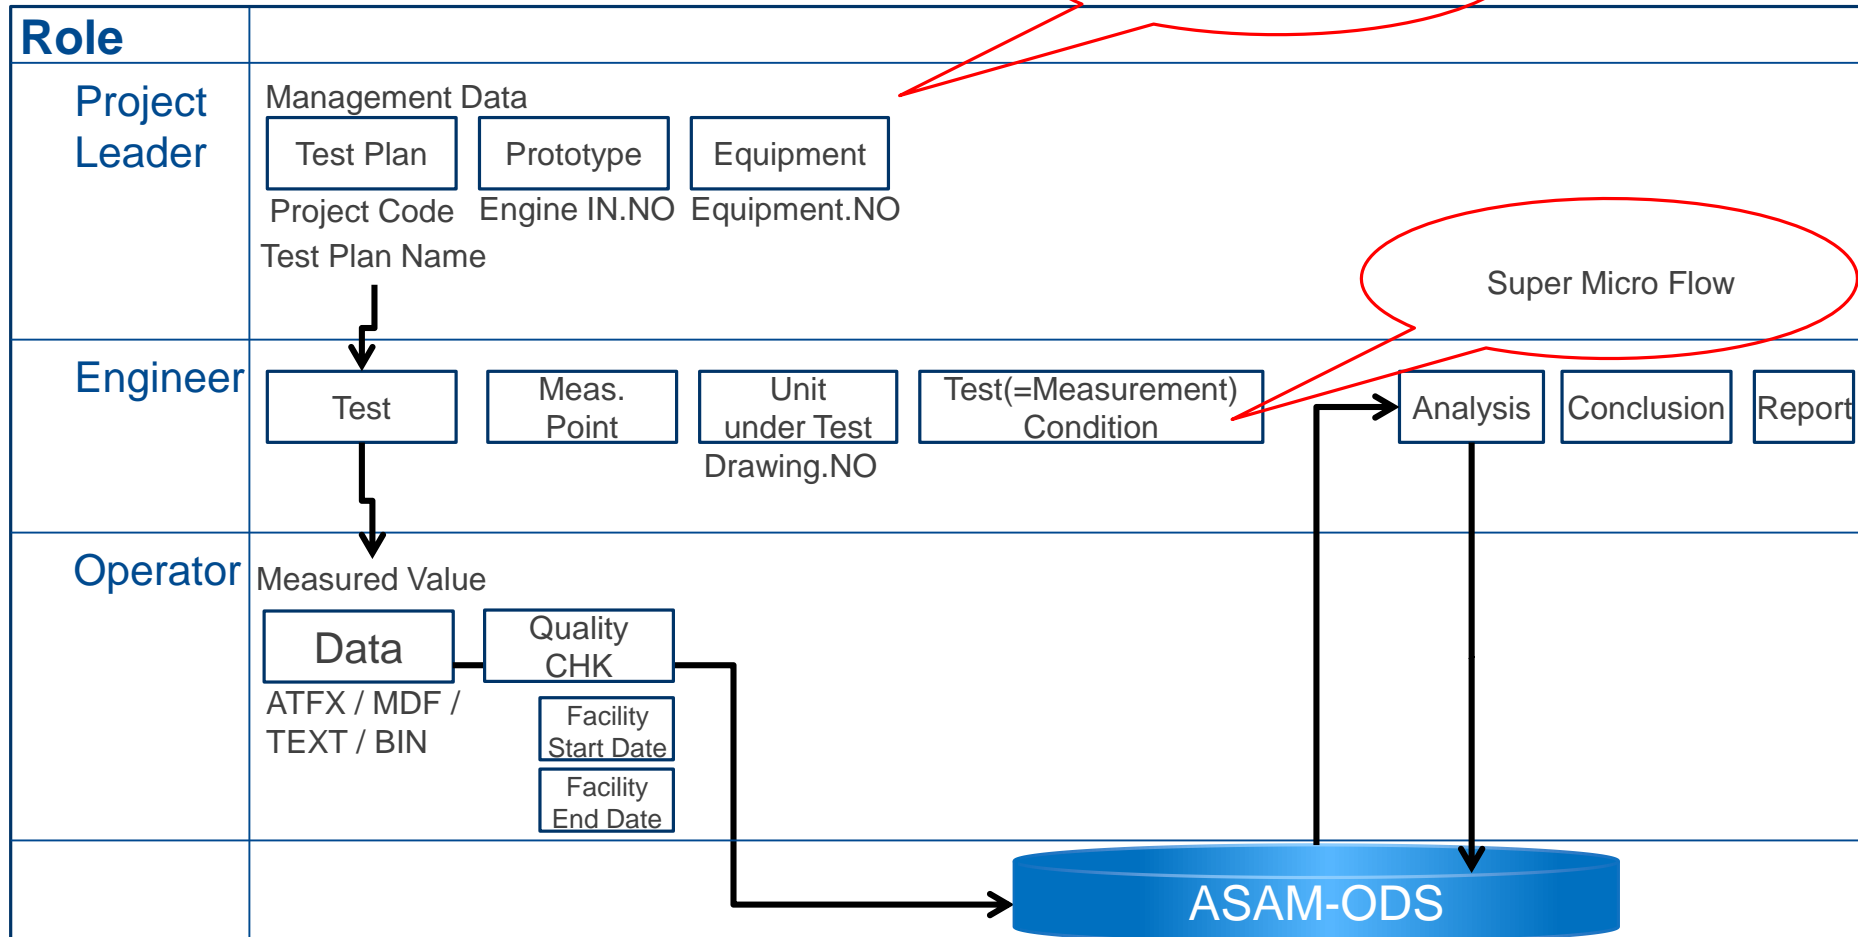 Role
Project
Leader
Management Data
Test Plan
Prototype
Equipment
Project Code
Engine IN.NO
Equipment.NO
Test Plan Name
Super Micro Flow
Engineer
Test
Meas.
Point
Unit
under Test
Drawing.NO
Test(=Measurement)
Condition
Analysis
Conclusion
Report
Operator
Measured Value
Data
Quality
CHK
ATFX / MDF /
TEXT / BIN
Facility
Start Date
Facility
End Date
ASAM-ODS